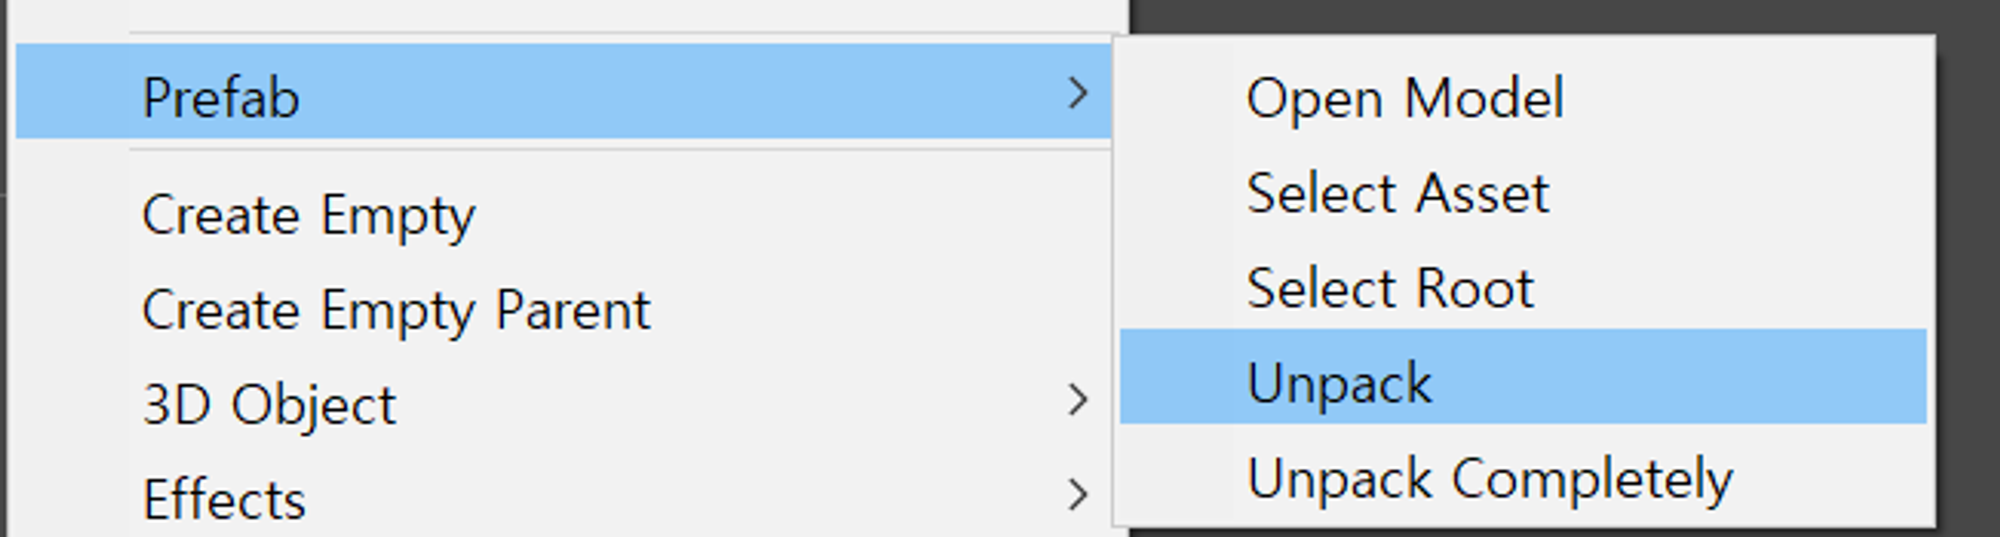 Prefab
Create Empty
Create Empty Parent
3D Object
Effects
Open Model
Select Asset
Select Root
Unpack
Unpack Completely